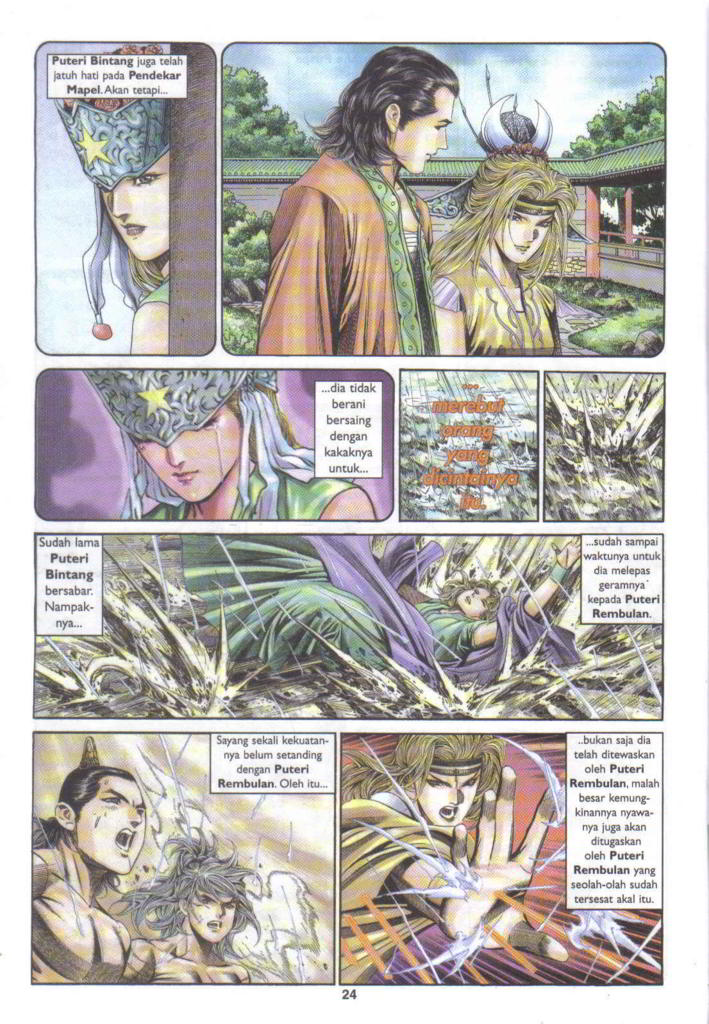 Puteri Bintang juga telah
jatuh hati pada Pendekar
Mapel. Akan tetapi...
...dia tidak
berani
bersaing
dengan
kakaknya
untuk...
...
merebut
orang
yang
dicintainya
itu.
Sudah lama
Puteri
Bintang
bersabar.
Nampak-
nya...
...sudah sampai
waktunya untuk
dia melepas
geramnya
kepada Puteri
Rembulan.
Sayang sekali kekuatan-
nya belum setanding
dengan Puteri
Rembulan. Oleh itu...
..bukan saja dia
telah ditewaskan
oleh Puteri
Rembulan, malah
besar kemung-
kinannya nyawa-
nya juga akan
ditugaskan
oleh Puteri
Rembulan yang
seolah-olah sudah
tersesat akal itu.
24